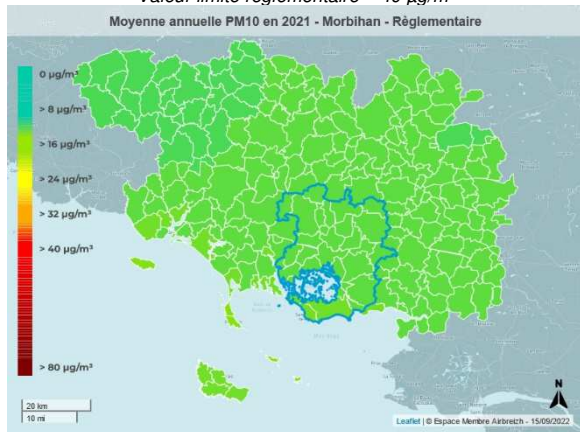 Moyenne annuelle PM10 en 2021 - Morbihan - Règlementaire
0 µg/m³
> 8 µg/m³
> 16 µg/m³
> 24 µg/m³
> 32 µg/m³
> 40 µg/m³
> 80 µg/m³
20 km
10 mi
N
Leaflet | © Espace Membre Airbreizh - 15/09/2022